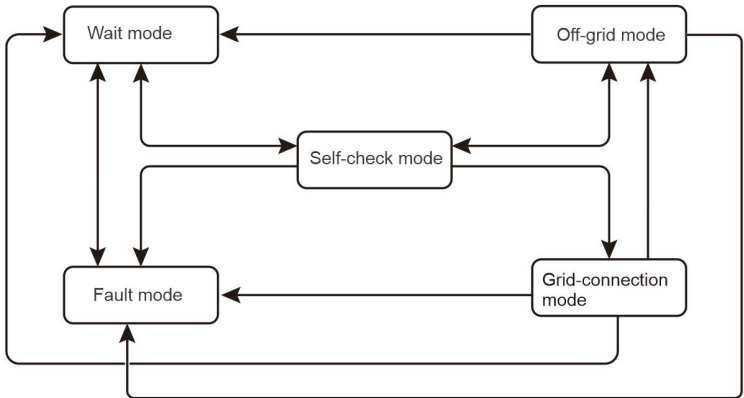 Wait mode
Off-grid mode
Self-check mode
Fault mode
Grid-connection
mode